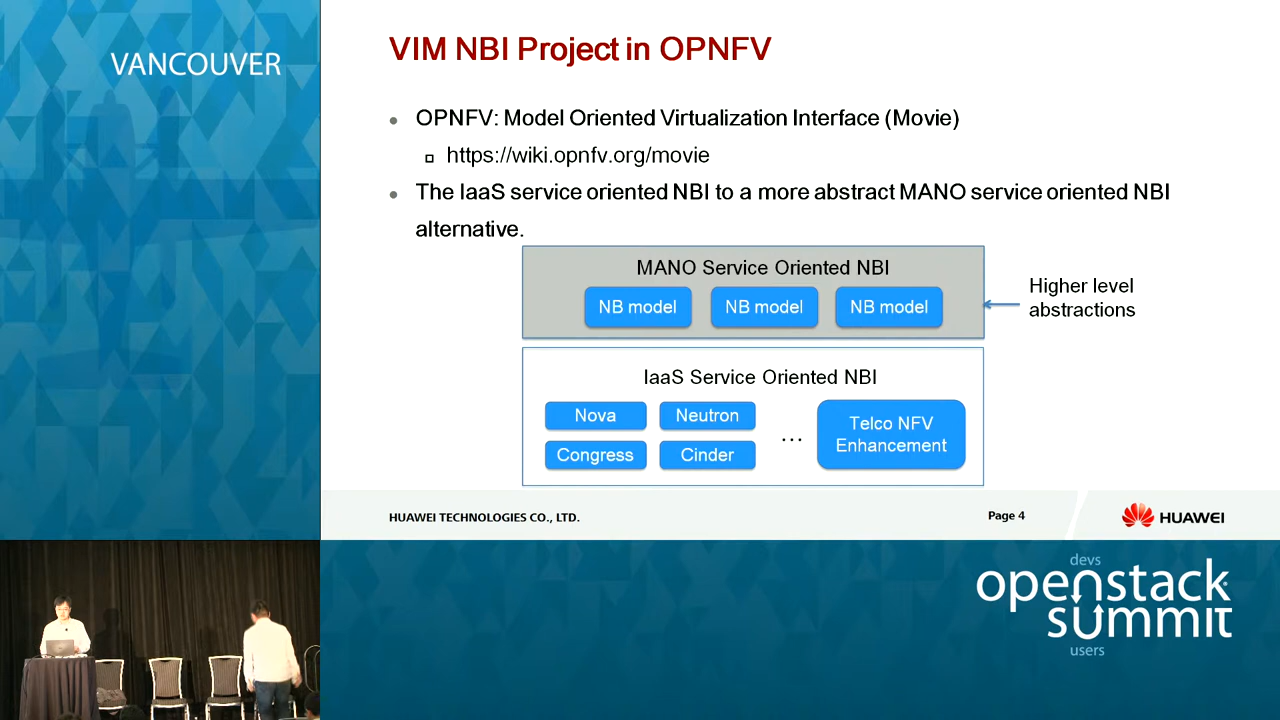 VANCOUVER
VIM NBI Project in OPNFV
OPNFV: Model Oriented Virtualization Interface (Movie)
https://wiki.opnfv.org/movie
The IaaS service oriented NBI to a more abstract MANO service oriented NBI
alternative.
MANO Service Oriented NBI
NB model NB model NB model
Higher level
abstractions
IaaS Service Oriented NBI
Nova Neutron
Congress Cinder
...
Telco NFV
Enhancement
HUAWEI TECHNOLOGIES CO., LTD.
Page 4
HUAWEI
devs
openstack
summit
users